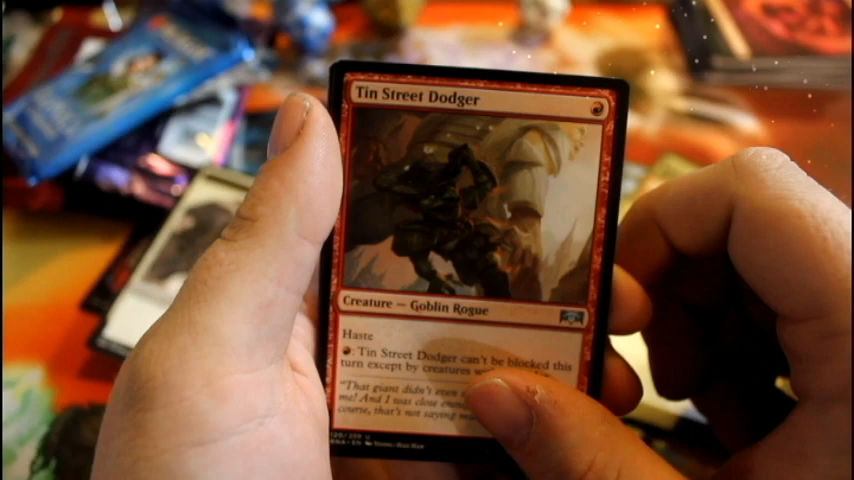 Tin Street Dodger
Creature — Goblin Rogue
Haste
: Tin Street Dodger can't be blocked this
turn except by creatures
"That giant didn't even
me! And I was close
course, that's not saying
EN